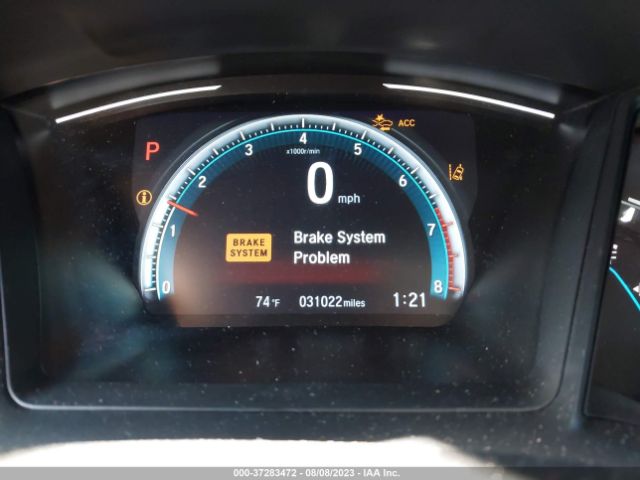 ACC
P
x1000r/min
0 1 2 3 4 5 6 7 8
0 mph
BRAKE
SYSTEM
Brake System
Problem
74°F 031022 miles 1:21
000-37283472 - 08/08/2023 - IAA Inc.